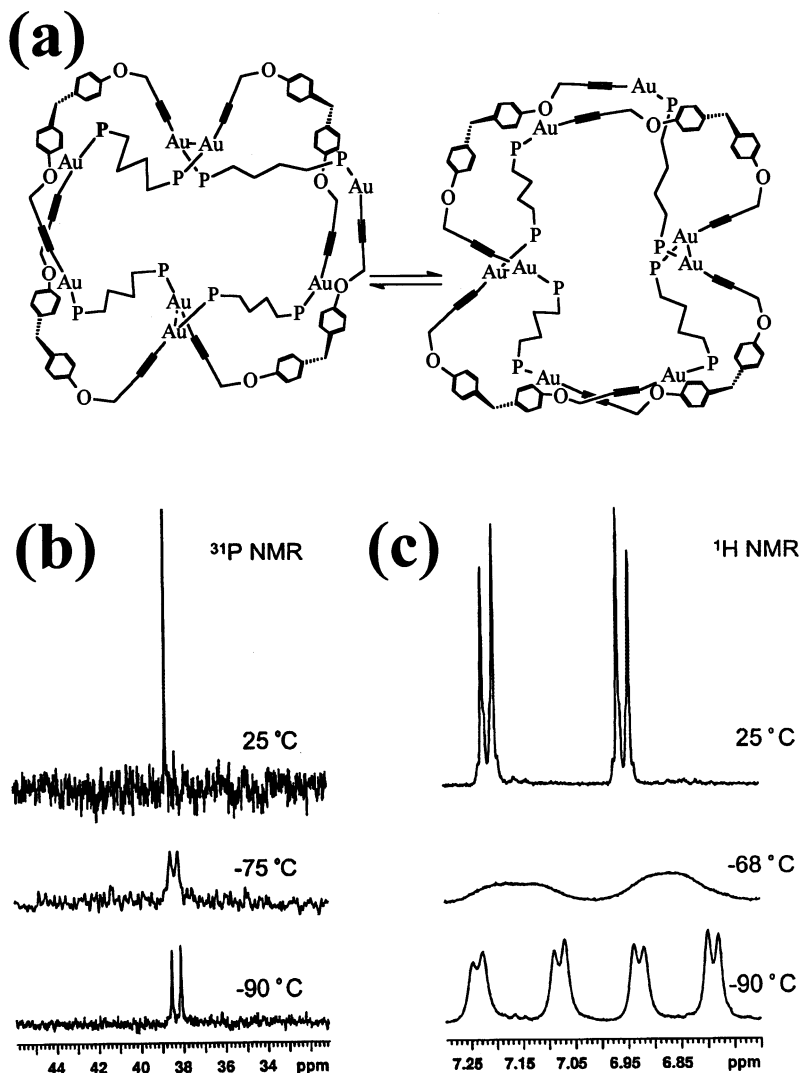 (a)
O O
Au Au Au
P P P P
O O Au
O Au Au O
P P P P
Au Au
O O
Au
P
O Au O
P O
O
P Au
Au Au P Au
P P
O O
P P
Au Au
O O
(b) ³¹P NMR
25 °C
-75 °C
-90 °C
44 42 40 38 36 34 ppm
(c) ¹H NMR
25 °C
-68 °C
-90 °C
7.25 7.15 7.05 6.95 6.85 ppm